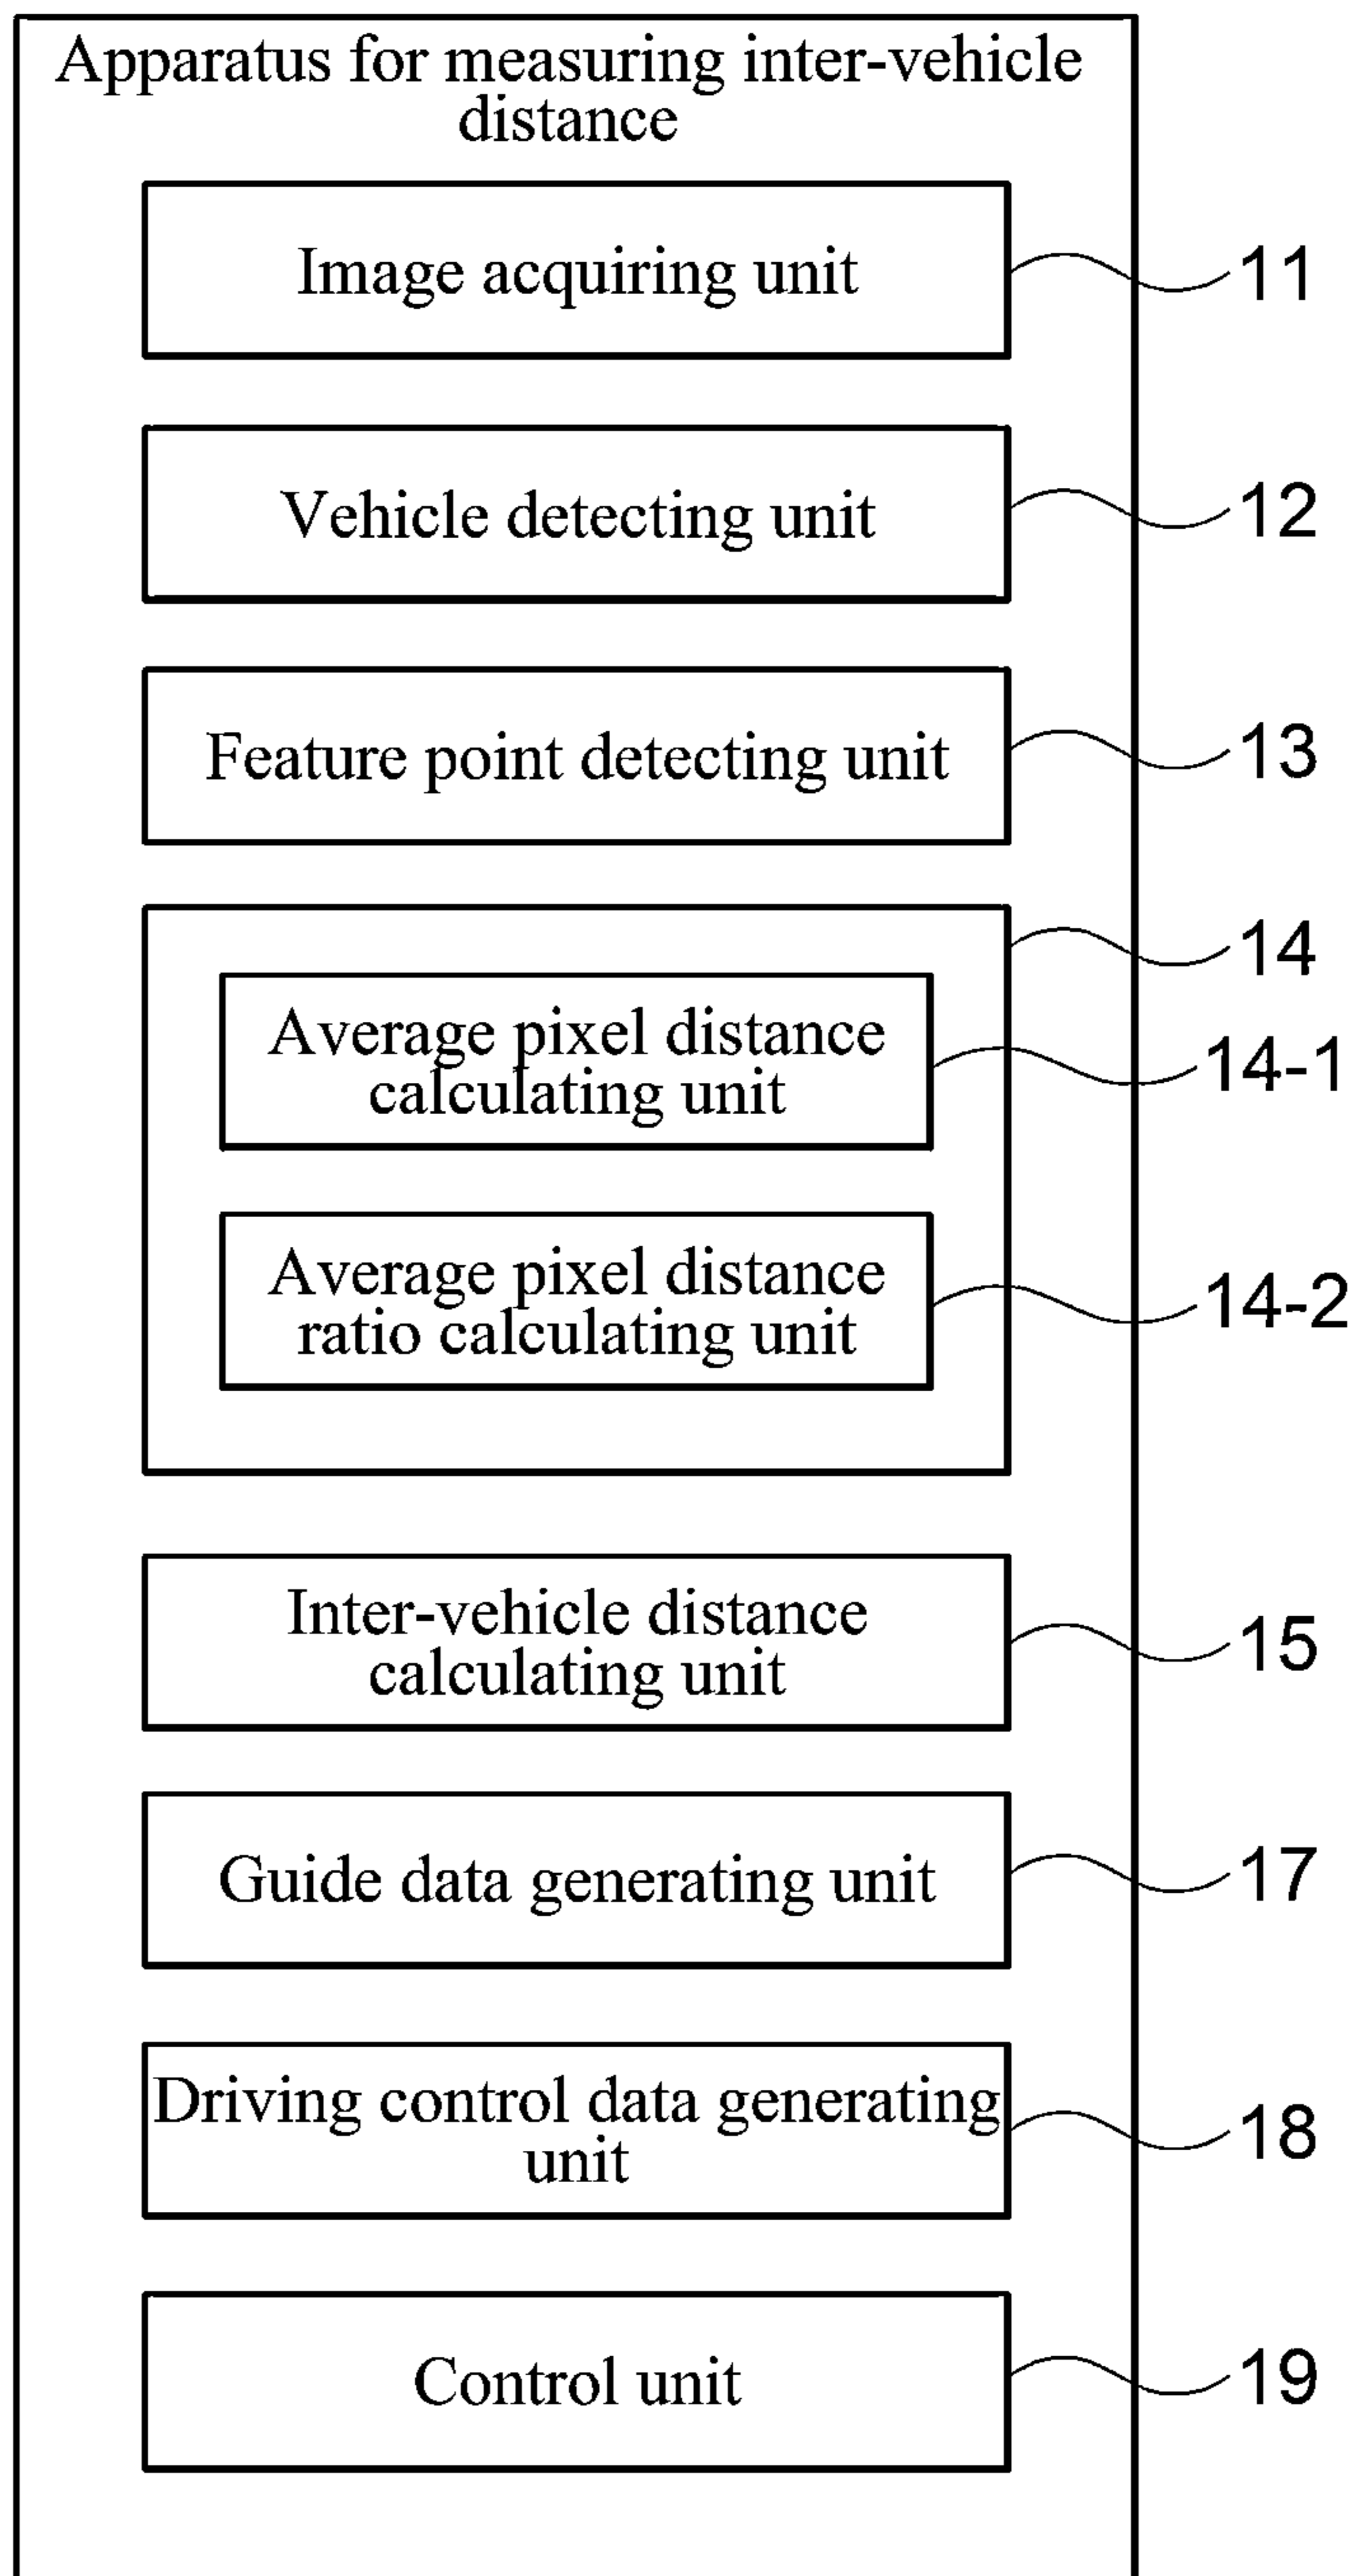 Apparatus for measuring inter-vehicle
distance
Image acquiring unit
11
Vehicle detecting unit
12
Feature point detecting unit
13
14
Average pixel distance
calculating unit
14-1
Average pixel distance
ratio calculating unit
14-2
Inter-vehicle distance
calculating unit
15
Guide data generating unit
17
Driving control data generating
unit
18
Control unit
19